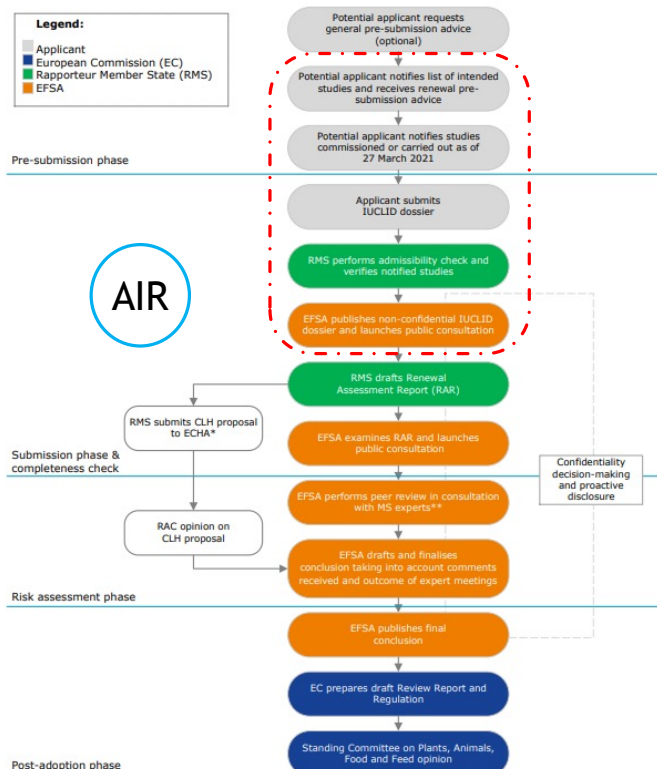 Legend:
Applicant
European Commission (EC)
Rapporteur Member State (RMS)
EFSA
Potential applicant requests
general pre-submission advice
(optional)
Potential applicant notifies list of intended
studies and receives renewal pre-
submission advice
Potential applicant notifies studies
commissioned or carried out as of
27 March 2021
Pre-submission phase
Applicant submits
IUCLID dossier
RMS performs admissibility check and
verifies notified studies
AIR
EFSA publishes non-confidential IUCLID
dossier and launches public consultation
RMS drafts Renewal
Assessment Report (RAR)
RMS submits CLH proposal
to ECHA*
EFSA examines RAR and launches
public consultation
Submission phase &
completeness check
Confidentiality
decision-making
and proactive
disclosure
EFSA performs peer review in consultation
with MS experts**
RAC opinion on
CLH proposal
EFSA drafts and finalises
conclusion taking into account comments
received and outcome of expert meetings
Risk assessment phase
EFSA publishes final
conclusion
EC prepares draft Review Report and
Regulation
Standing Committee on Plants, Animals,
Food and Feed opinion
Post-adoption phase